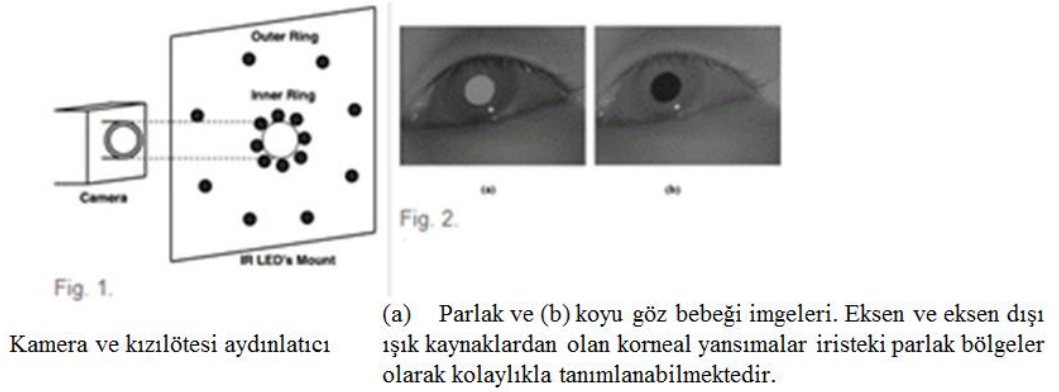 Outer Ring
Inner Ring
Camera
IR LED's Mount
Fig. 1.
(a)
(b)
Fig. 2.
Kamera ve kızılötesi aydınlatıcı
(a) Parlak ve (b) koyu göz bebeği imgeleri. Eksen ve eksen dışı
ışık kaynaklardan olan korneal yansımalar iristeki parlak bölgeler
olarak kolaylıkla tanımlanabilmektedir.